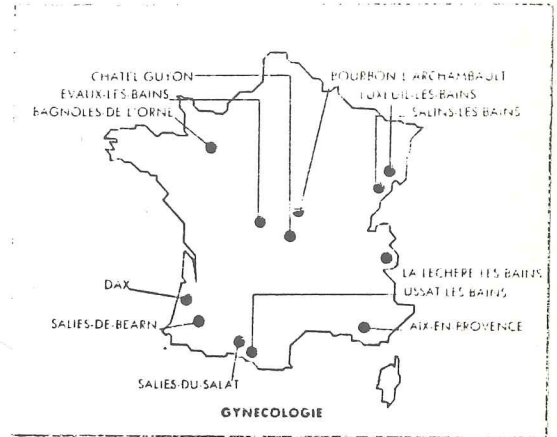 CHATEL GUYON
EVAUX-LES-BAINS
BAGNOLES-DE-L'ORNE
BOURBON L'ARCHAMBAULT
LUXEUIL-LES-BAINS
SALINS-LES BAINS
LA LECHERE LES BAINS
USSAT LES BAINS
DAX
SALIES-DE-BEARN
AIX-EN PROVENCE
SALIES-DU-SALAT
GYNECOLOGIE